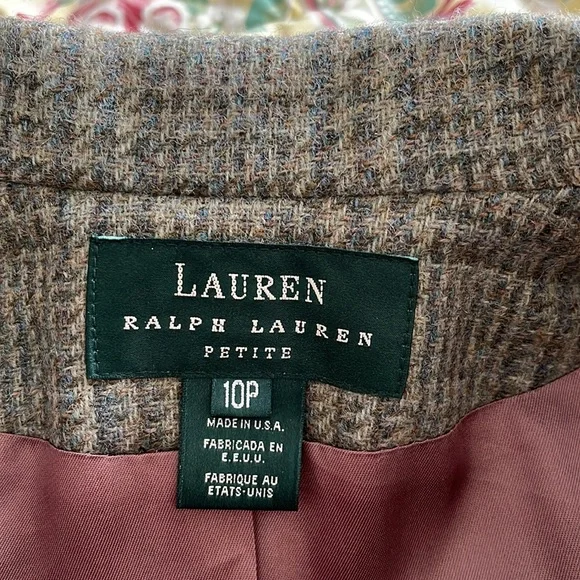 LAUREN
RALPH LAUREN
PETITE
10P
MADE IN U.S.A.
FABRICADA EN
E.E.U.U.
FABRIQUE AU
ETATS-UNIS